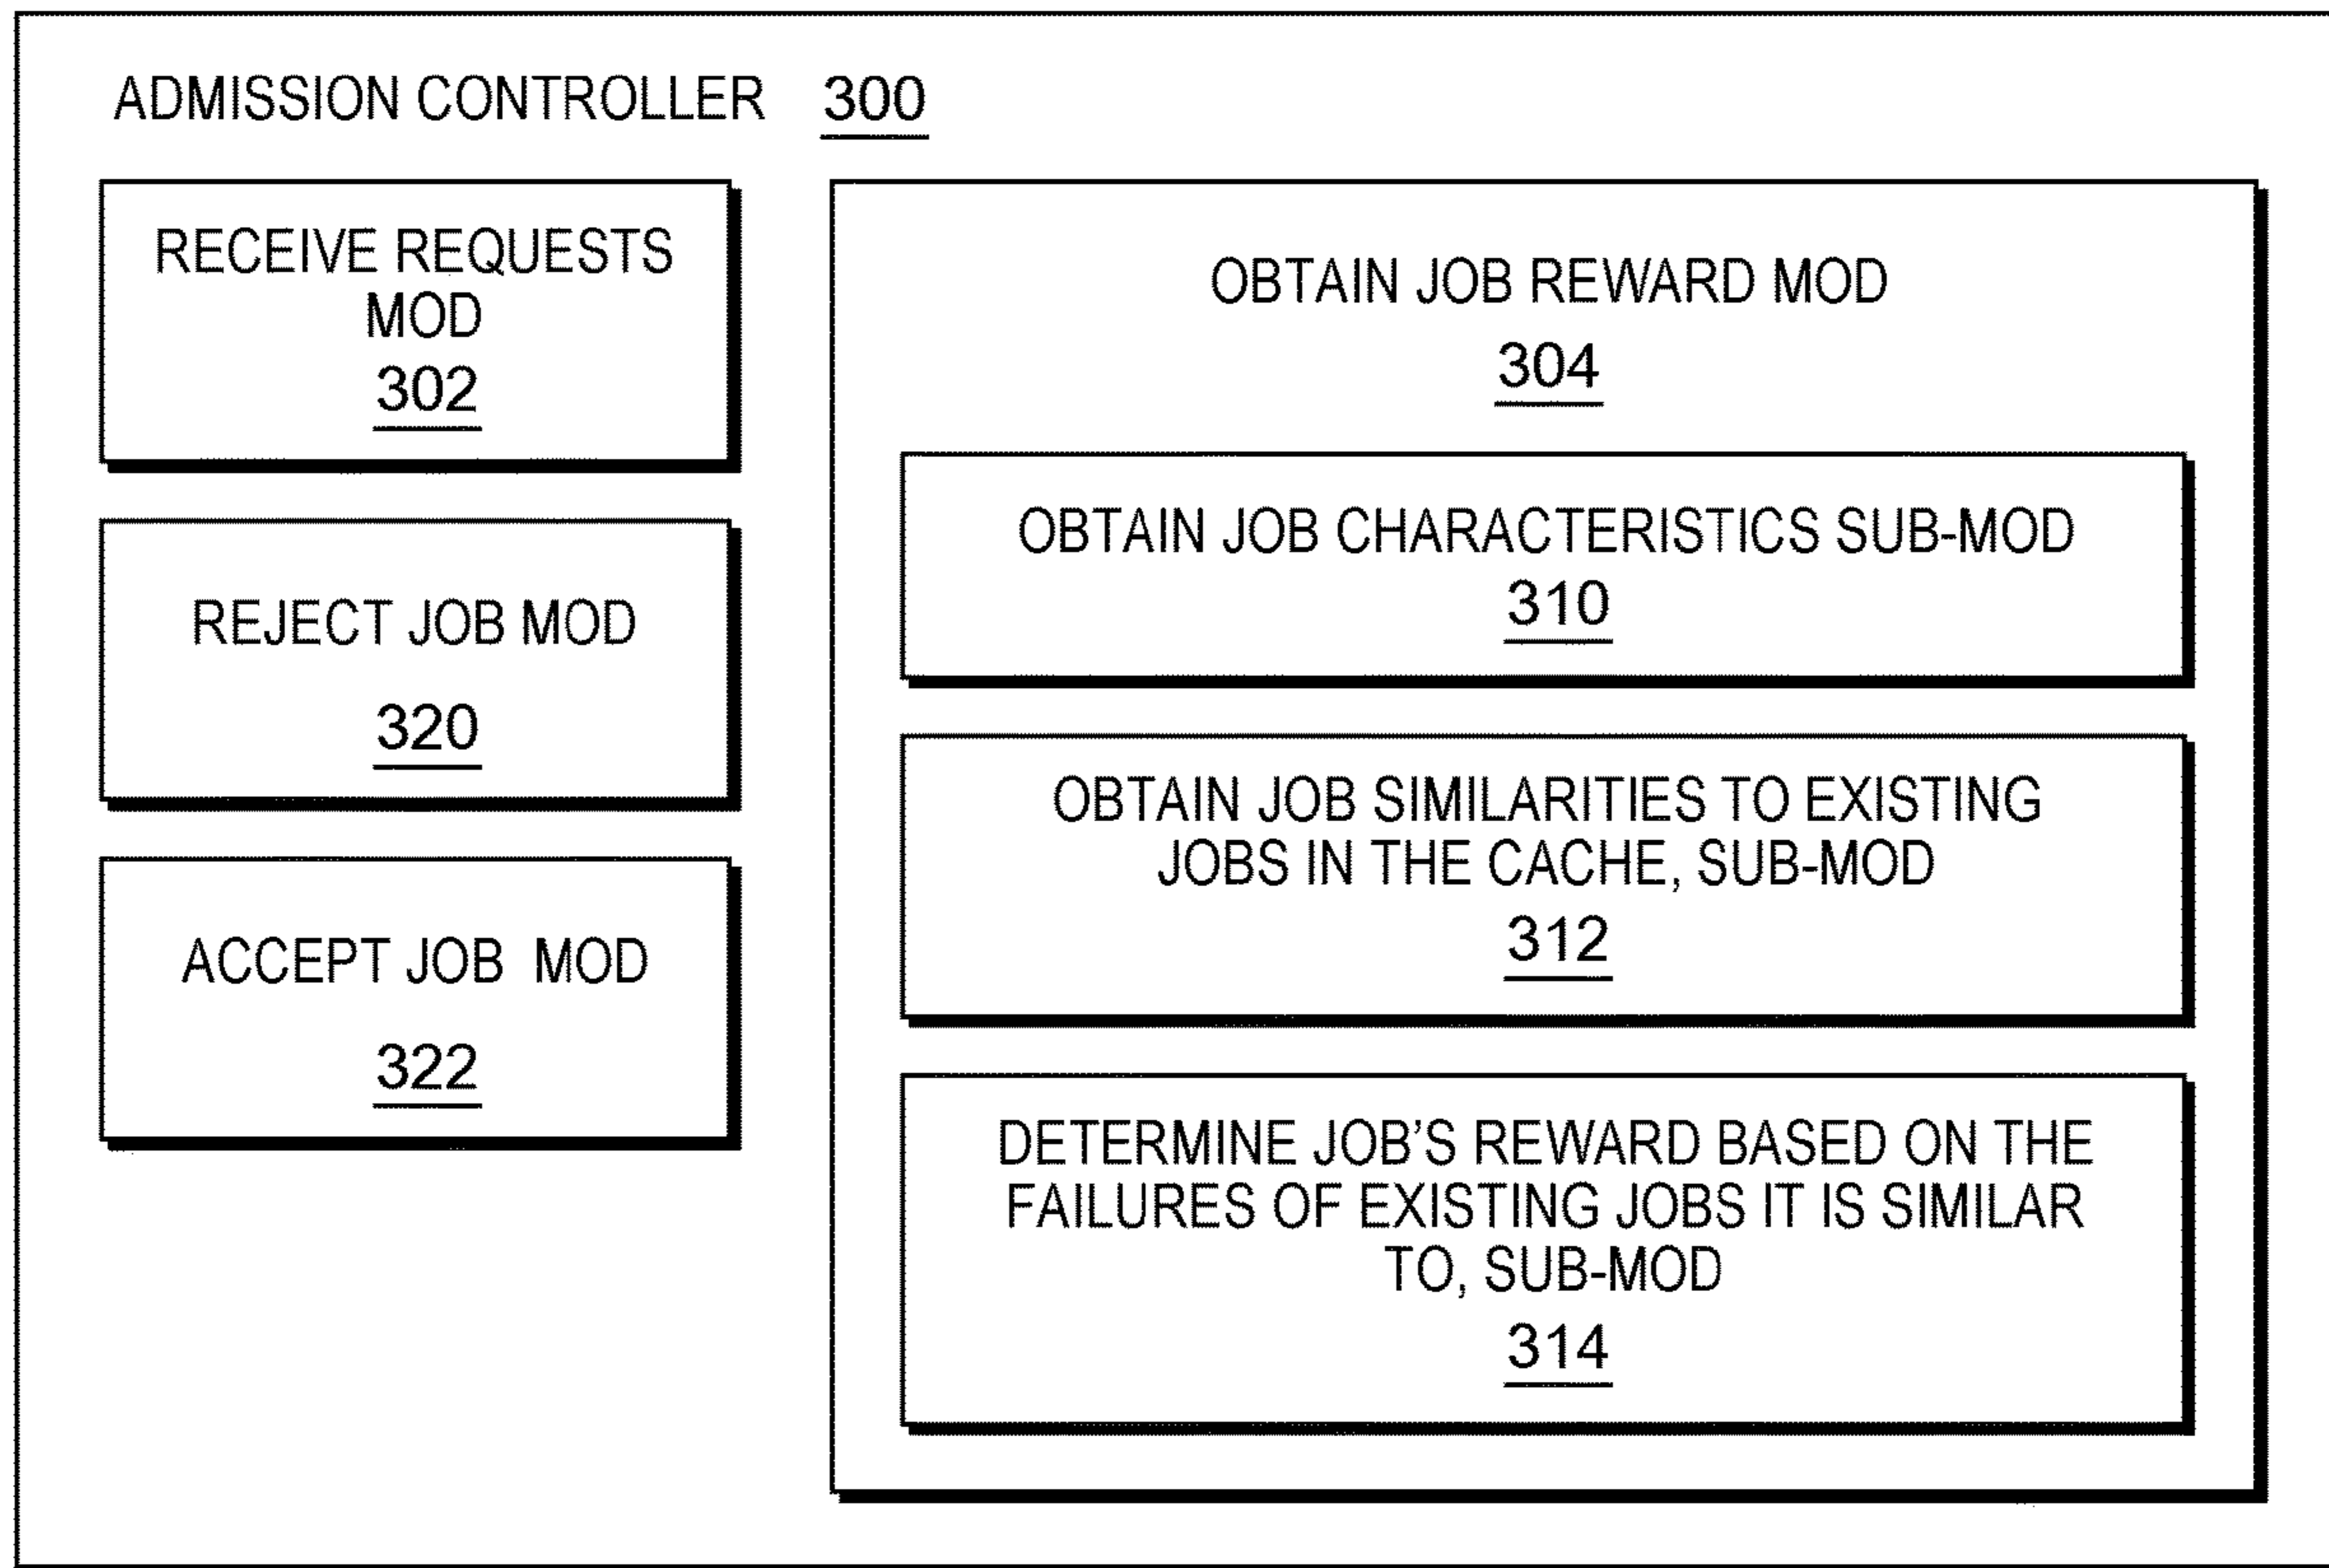 ADMISSION CONTROLLER 300
RECEIVE REQUESTS
MOD
302
REJECT JOB MOD
320
ACCEPT JOB MOD
322
OBTAIN JOB REWARD MOD
304
OBTAIN JOB CHARACTERISTICS SUB-MOD
310
OBTAIN JOB SIMILARITIES TO EXISTING
JOBS IN THE CACHE, SUB-MOD
312
DETERMINE JOB'S REWARD BASED ON THE
FAILURES OF EXISTING JOBS IT IS SIMILAR
TO, SUB-MOD
314